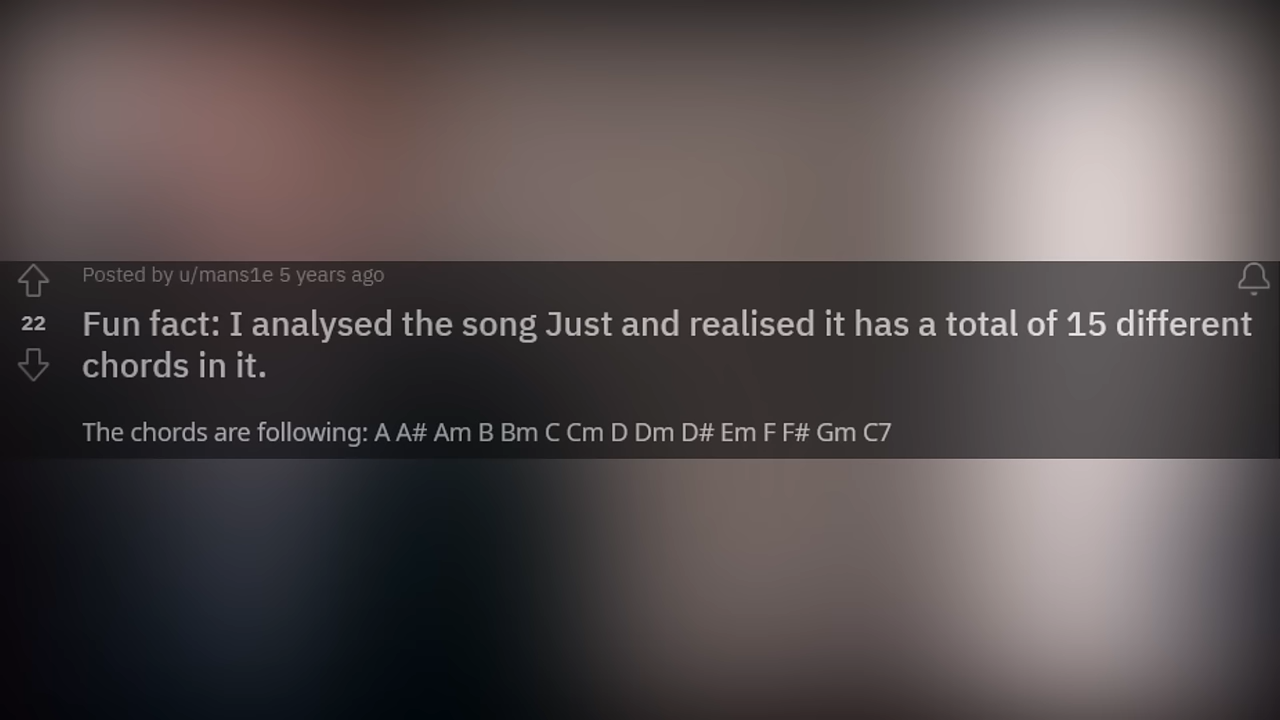 Posted by u/mans1e 5 years ago
22
Fun fact: I analysed the song Just and realised it has a total of 15 different
chords in it.
The chords are following: A A# Am B Bm C Cm D Dm D# Em F F# Gm C7